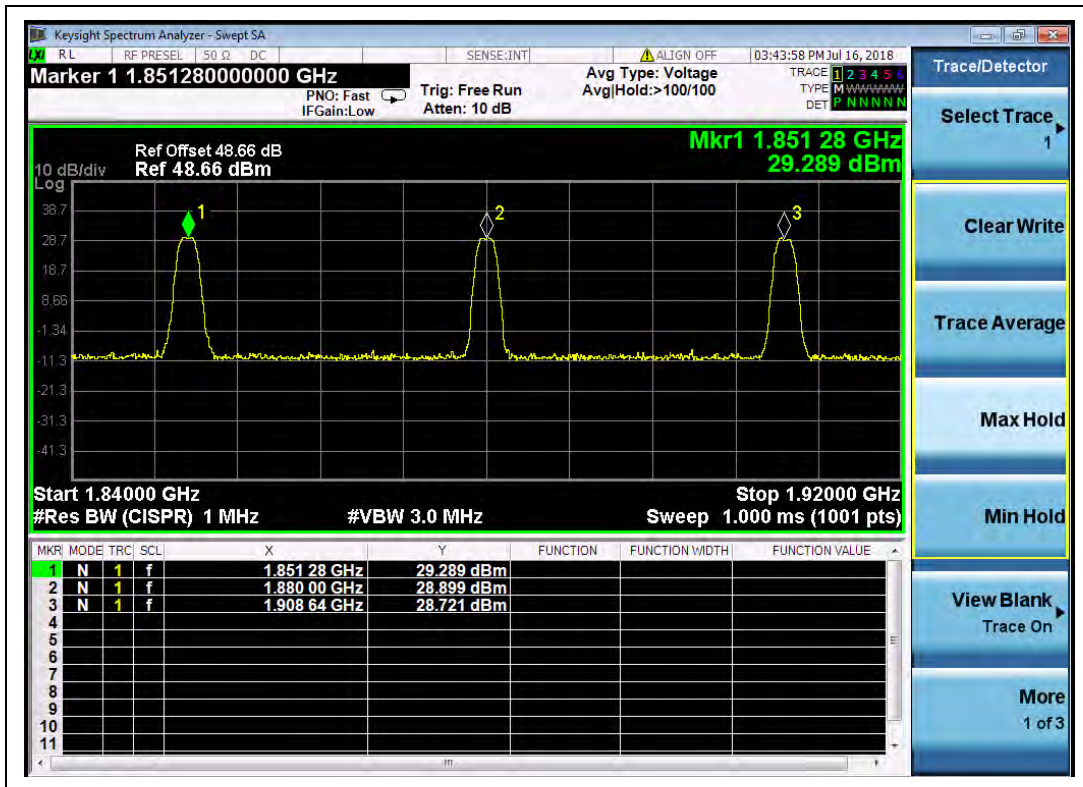 Keysight Spectrum Analyzer - Swept SA
LXI RL RF PRESEL 50 Ω DC SENSE:INT ALIGN OFF 03:43:58 PM Jul 16, 2018
Marker 1 1.851280000000 GHz
PNO: Fast
IFGain:Low
Trig: Free Run
Atten: 10 dB
Avg Type: Voltage
Avg|Hold:>100/100
TRACE 1 2 3 4 5 6
TYPE M WWWWW
DET P N N N N N
Trace/Detector
Select Trace
1
Clear Write
Trace Average
Max Hold
Min Hold
View Blank
Trace On
More
1 of 3
Mkr1 1.851 28 GHz
29.289 dBm
Ref Offset 48.66 dB
10 dB/div Ref 48.66 dBm
Log
38.7
28.7
18.7
8.66
-1.34
-11.3
-21.3
-31.3
-41.3
1
2
3
Start 1.84000 GHz Stop 1.92000 GHz
#Res BW (CISPR) 1 MHz #VBW 3.0 MHz Sweep 1.000 ms (1001 pts)
MKR MODE TRC SCL X Y FUNCTION FUNCTION WIDTH FUNCTION VALUE
1 N 1 f 1.851 28 GHz 29.289 dBm
2 N 1 f 1.880 00 GHz 28.899 dBm
3 N 1 f 1.908 64 GHz 28.721 dBm
4
5
6
7
8
9
10
11